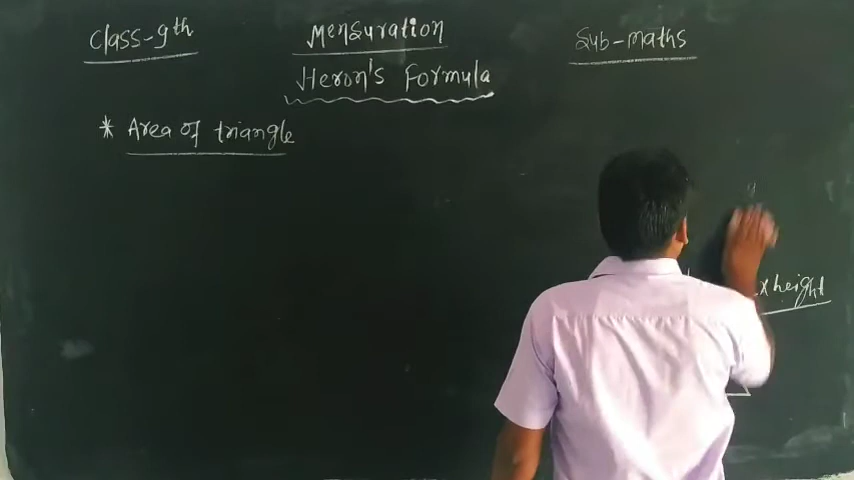 Class-9th
Mensuration
Sub-maths
Heron's Formula
* Area of triangle
x height